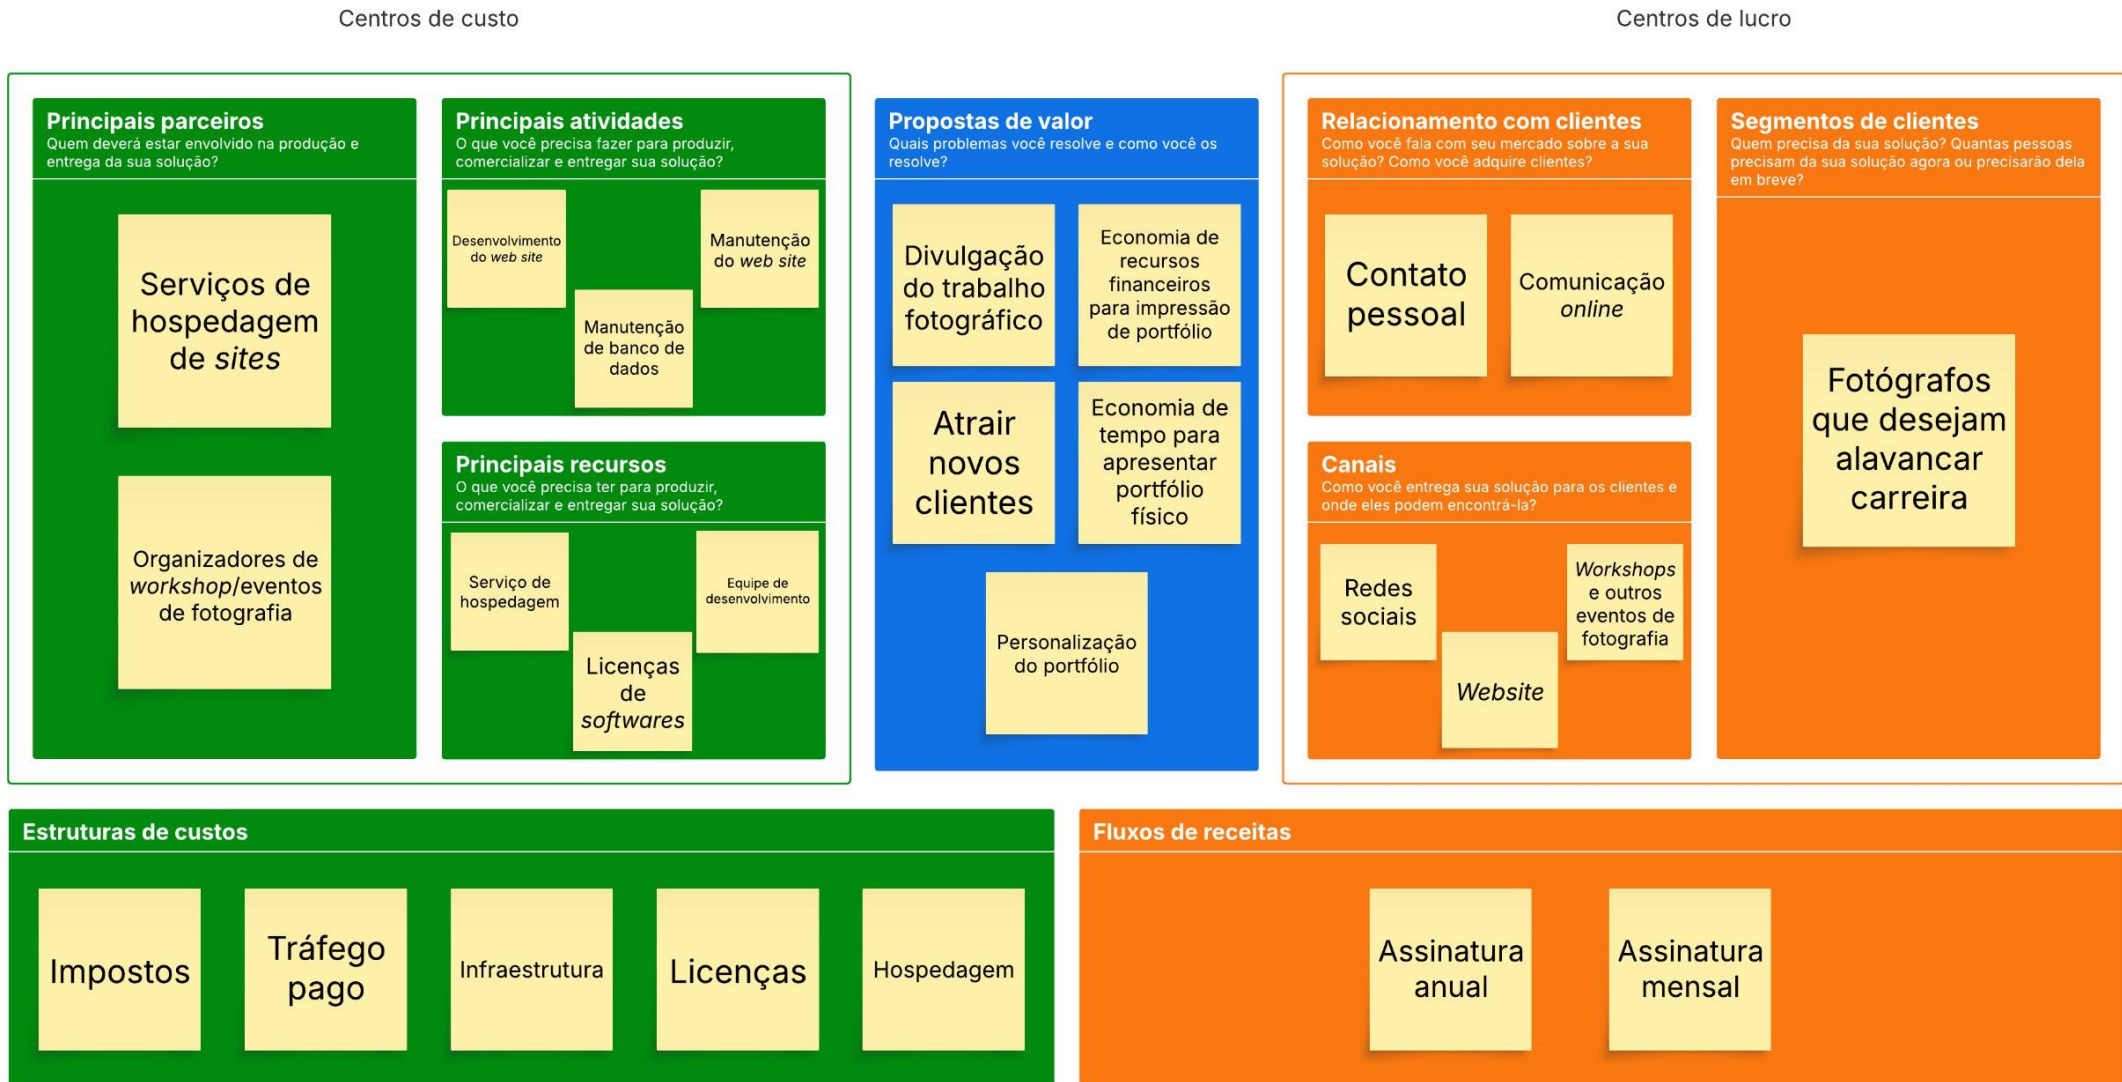 Centros de custo
Centros de lucro
Principais parceiros
Quem deverá estar envolvido na produção e
entrega da sua solução?
Serviços de
hospedagem
de sites
Organizadores de
workshop/eventos
de fotografia
Principais atividades
O que você precisa fazer para produzir,
comercializar e entregar sua solução?
Desenvolvimento
do web site
Manutenção
do web site
Manutenção
de banco de
dados
Principais recursos
O que você precisa ter para produzir,
comercializar e entregar sua solução?
Serviço de
hospedagem
Equipe de
desenvolvimento
Licenças
de
softwares
Propostas de valor
Quais problemas você resolve e como você os
resolve?
Divulgação
do trabalho
fotográfico
Economia de
recursos
financeiros
para impressão
de portfólio
Atrair
novos
clientes
Economia de
tempo para
apresentar
portfólio
físico
Personalização
do portfólio
Relacionamento com clientes
Como você fala com seu mercado sobre a sua
solução? Como você adquire clientes?
Contato
pessoal
Comunicação
online
Canais
Como você entrega sua solução para os clientes e
onde eles podem encontrá-la?
Redes
sociais
Website
Workshops
e outros
eventos de
fotografia
Segmentos de clientes
Quem precisa da sua solução? Quantas pessoas
precisam da sua solução agora ou precisarão dela
em breve?
Fotógrafos
que desejam
alavancar
carreira
Estruturas de custos
Impostos
Tráfego
pago
Infraestrutura
Licenças
Hospedagem
Fluxos de receitas
Assinatura
anual
Assinatura
mensal